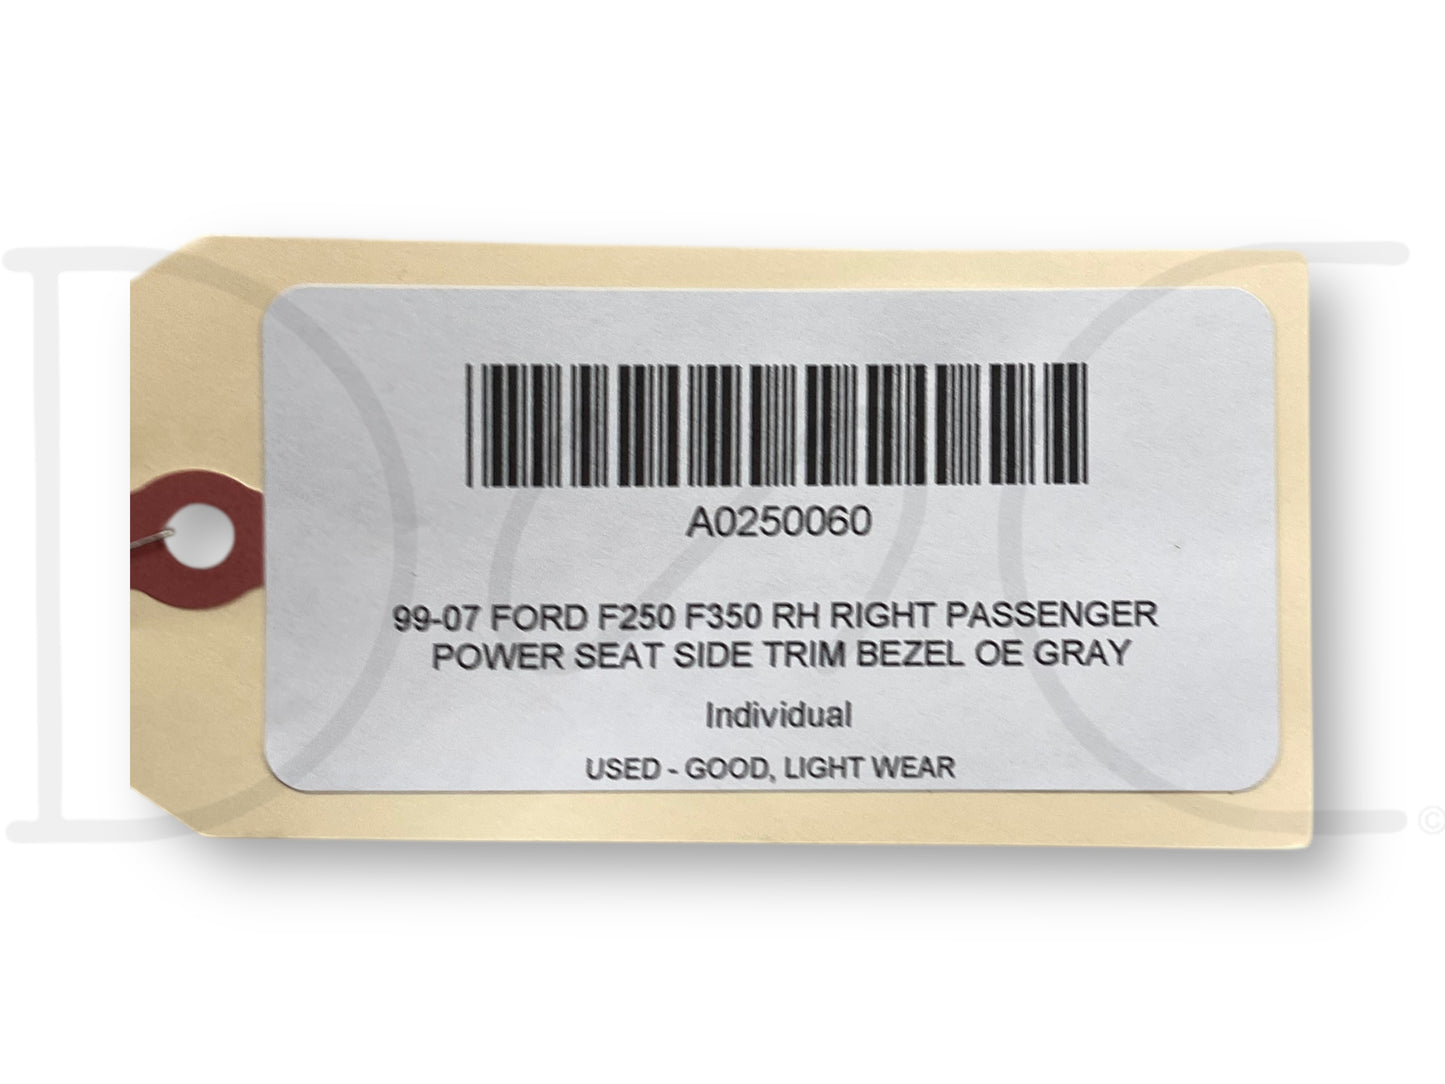 A0250060
99-07 FORD F250 F350 RH RIGHT PASSENGER
POWER SEAT SIDE TRIM BEZEL OE GRAY
Individual
USED - GOOD, LIGHT WEAR
©